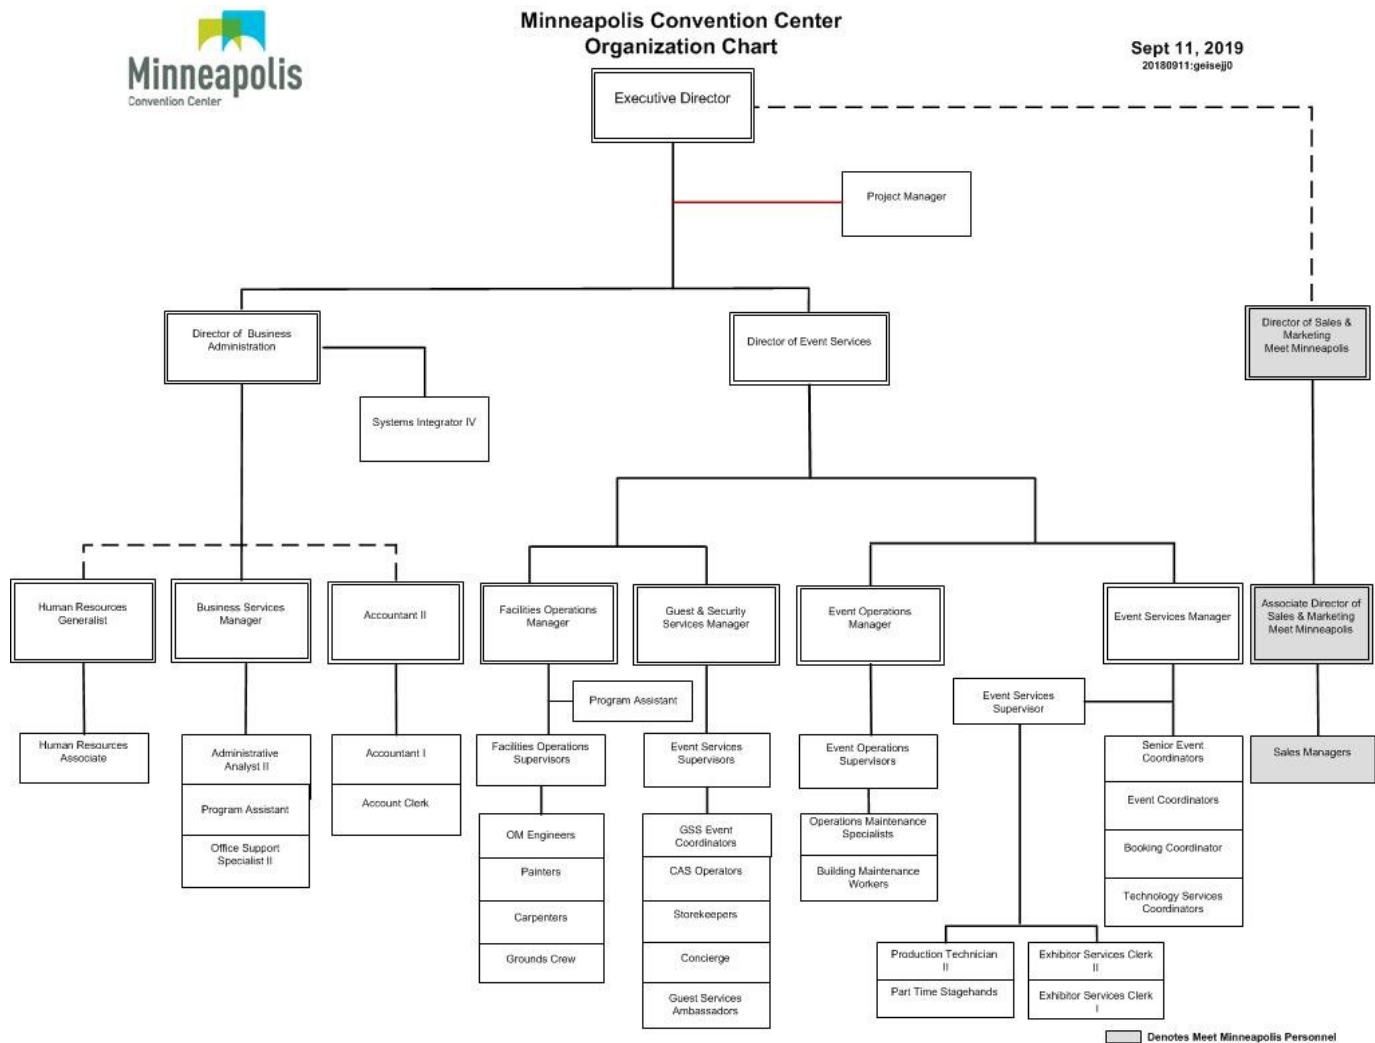 Minneapolis
Convention Center
Minneapolis Convention Center
Organization Chart
Sept 11, 2019
20180911:geisejj0
Executive Director
Project Manager
Director of Business
Administration
Director of Event Services
Director of Sales &
Marketing
Meet Minneapolis
Systems Integrator IV
Human Resources
Generalist
Business Services
Manager
Accountant II
Facilities Operations
Manager
Guest & Security
Services Manager
Event Operations
Manager
Event Services Manager
Associate Director of
Sales & Marketing
Meet Minneapolis
Program Assistant
Event Services
Supervisor
Human Resources
Associate
Administrative
Analyst II
Program Assistant
Office Support
Specialist II
Accountant I
Account Clerk
Facilities Operations
Supervisors
Event Services
Supervisors
Event Operations
Supervisors
Senior Event
Coordinators
Event Coordinators
Booking Coordinator
Technology Services
Coordinators
Sales Managers
OM Engineers
Painters
Carpenters
Grounds Crew
GSS Event
Coordinators
CAS Operators
Storekeepers
Concierge
Guest Services
Ambassadors
Operations Maintenance
Specialists
Building Maintenance
Workers
Production Technician
II
Part Time Stagehands
Exhibitor Services Clerk
II
Exhibitor Services Clerk
I
Denotes Meet Minneapolis Personnel